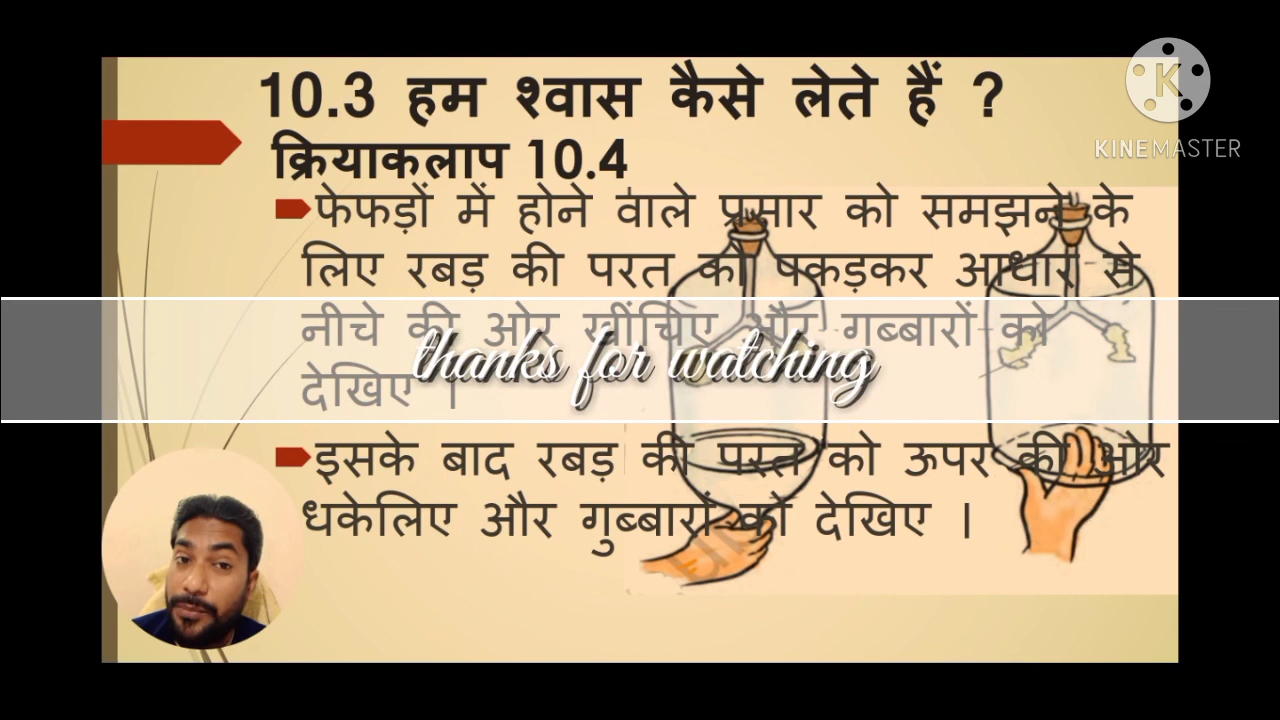 10.3 हम श्वास कैसे लेते हैं ?
क्रियाकलाप 10.4
फेफड़ों में होने वाले प्रसार को समझने के
लिए रबड़ की परत को पकड़कर आधार से
नीचे की ओर खींचिए और गब्बारों को
देखिए ।
thanks for watching
इसके बाद रबड़ की परत को ऊपर की ओर
धकेलिए और गुब्बारों को देखिए ।
KINEMASTER